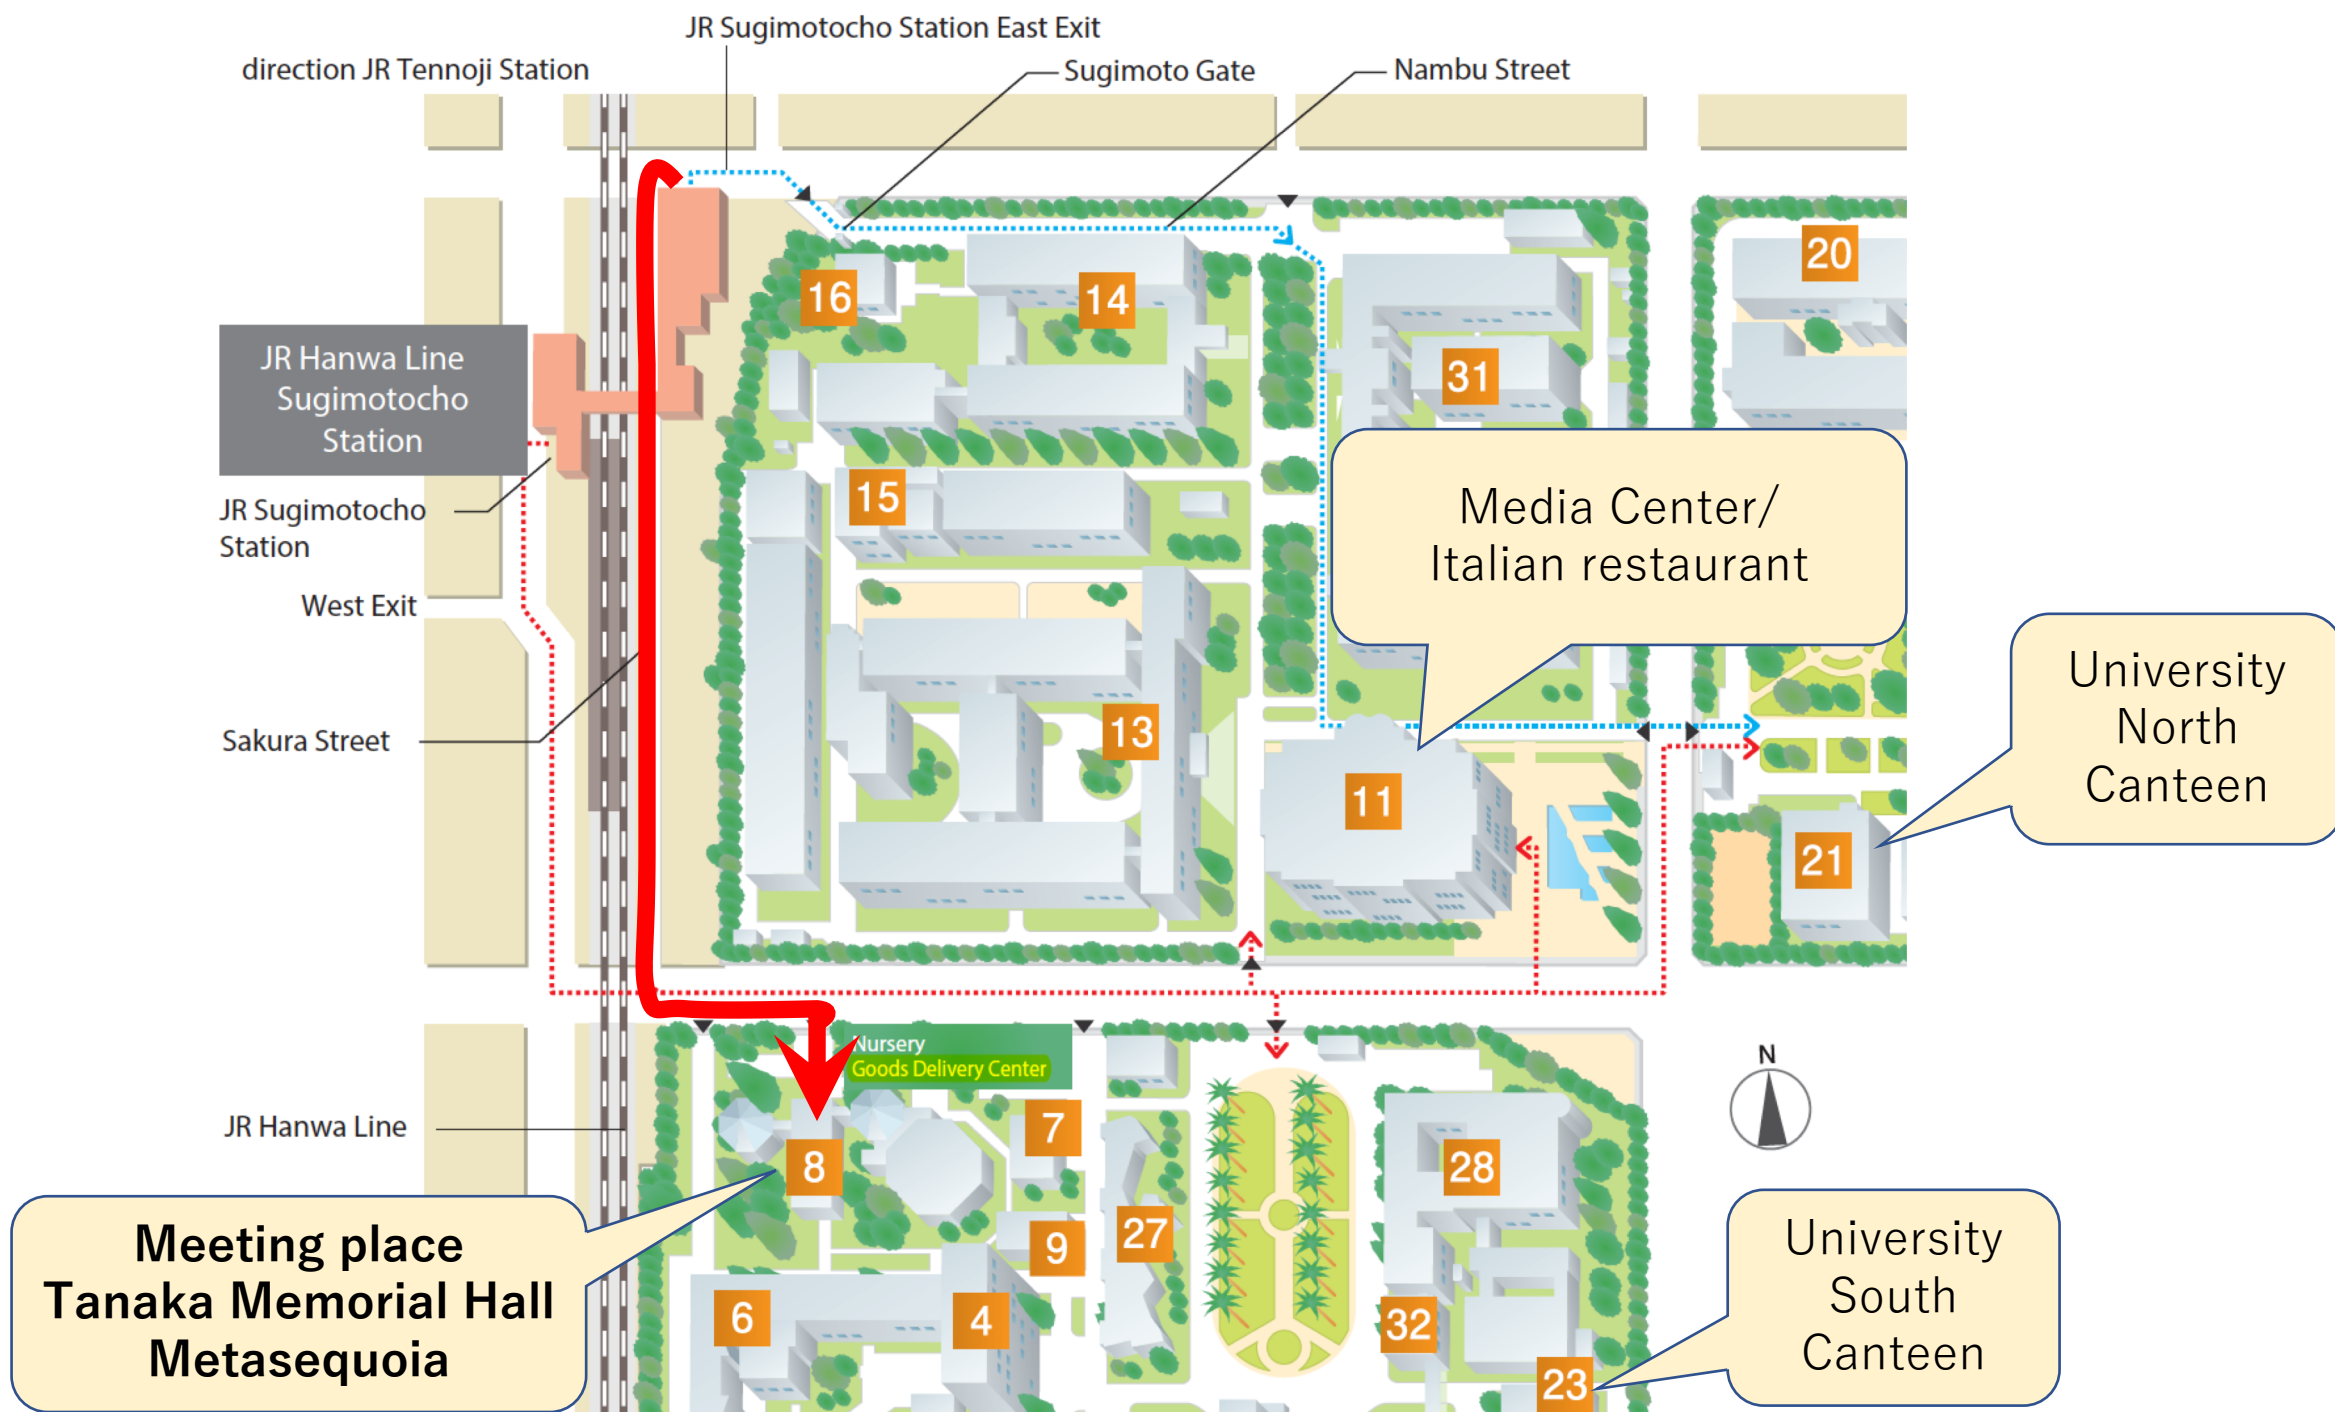 JR Sugimotocho Station East Exit
direction JR Tennoji Station
Sugimoto Gate
Nambu Street
20
16
14
JR Hanwa Line
Sugimotocho
Station
31
15
Media Center/
Italian restaurant
JR Sugimotocho
Station
West Exit
University
North
Canteen
Sakura Street
13
11
21
Nursery
Goods Delivery Center
N
JR Hanwa Line
7
8
28
9
27
Meeting place
Tanaka Memorial Hall
Metasequoia
University
South
Canteen
6
4
32
23